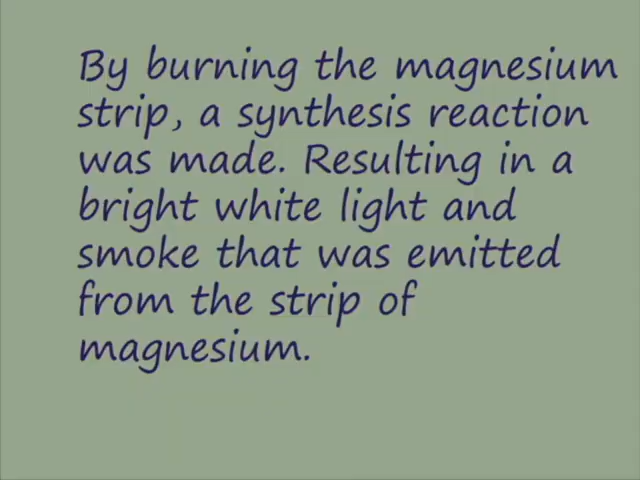 By burning the magnesium
strip, a synthesis reaction
was made. Resulting in a
bright white light and
smoke that was emitted
from the strip of
magnesium.